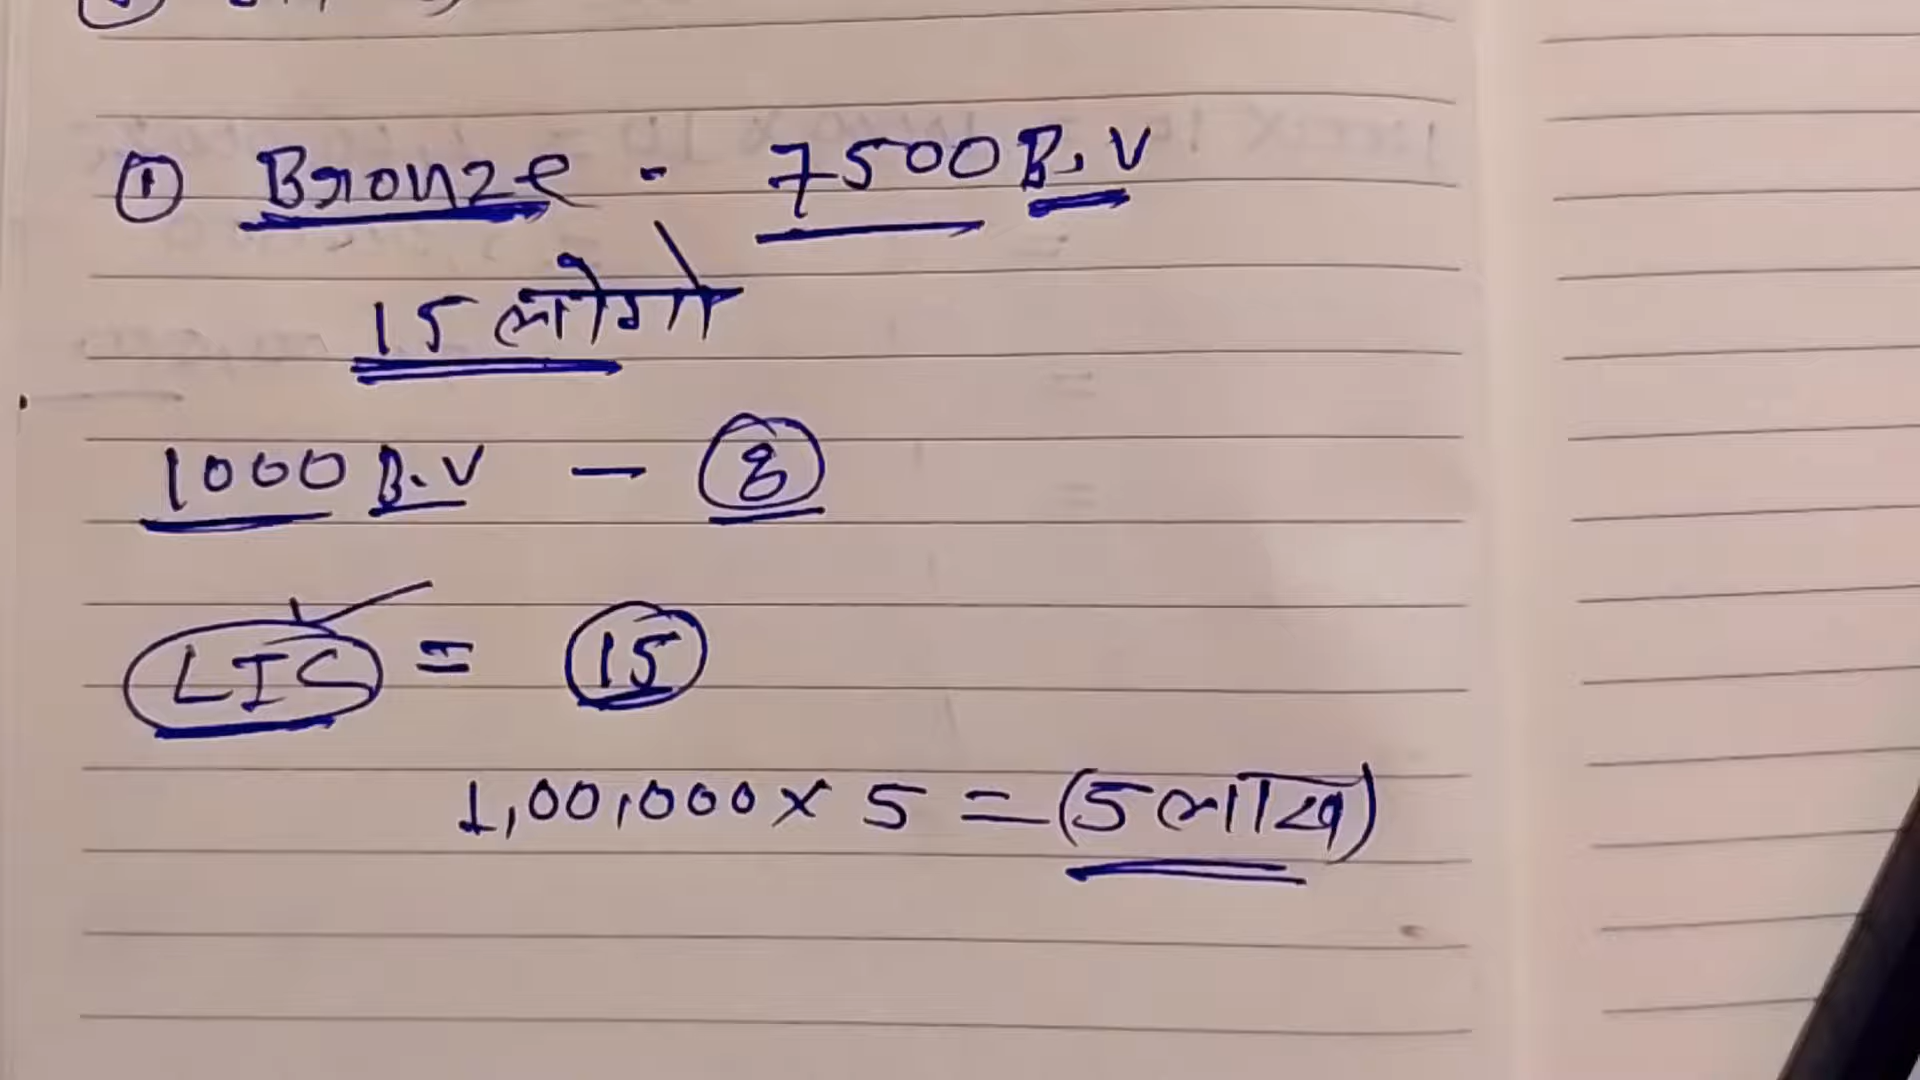 ① Bronze - 7500 B.V
15 लोगो
1000 B.V - 8
LIC = 15
1,00,000 x 5 = (5 लाख)